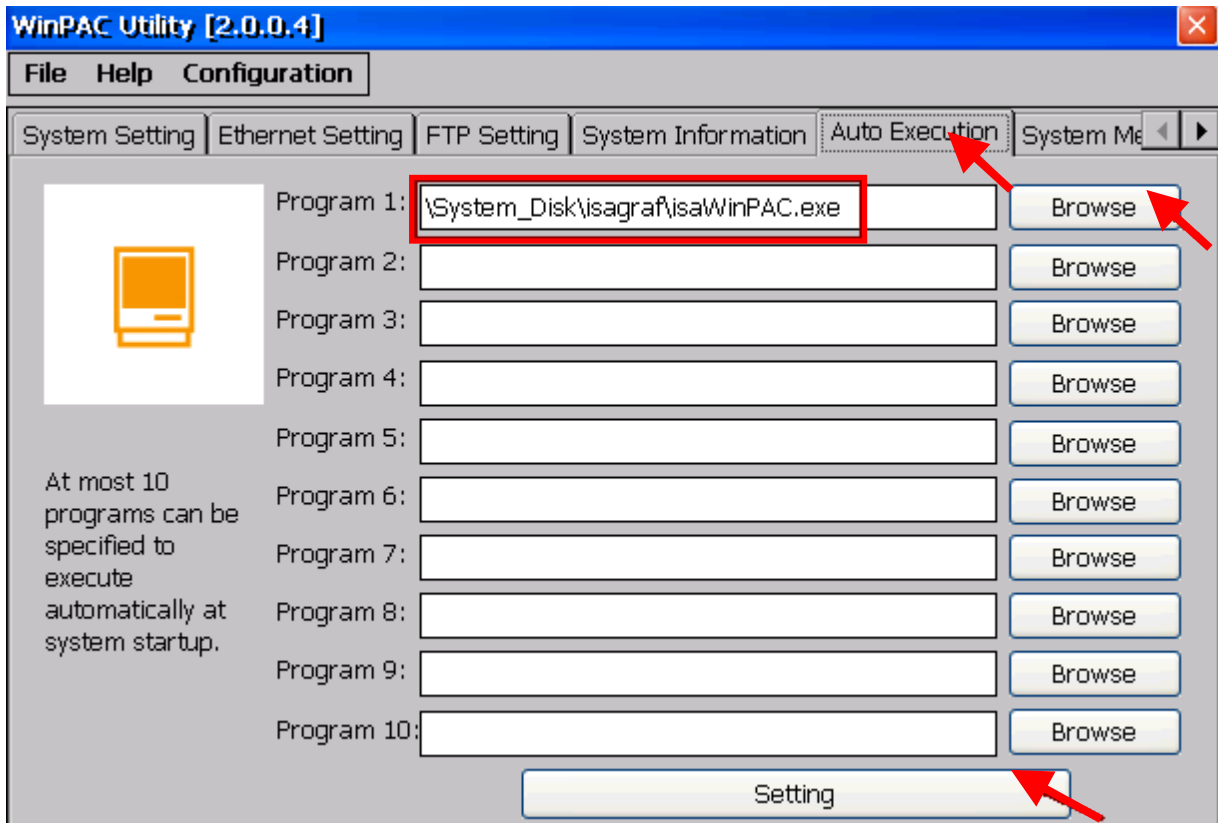 WinPAC Utility [2.0.0.4]
File Help Configuration
System Setting Ethernet Setting FTP Setting System Information Auto Execution System Me
Program 1: \System_Disk\isagraf\isaWinPAC.exe Browse
Program 2: Browse
Program 3: Browse
Program 4: Browse
Program 5: Browse
Program 6: Browse
Program 7: Browse
Program 8: Browse
Program 9: Browse
Program 10: Browse
At most 10
programs can be
specified to
execute
automatically at
system startup.
Setting